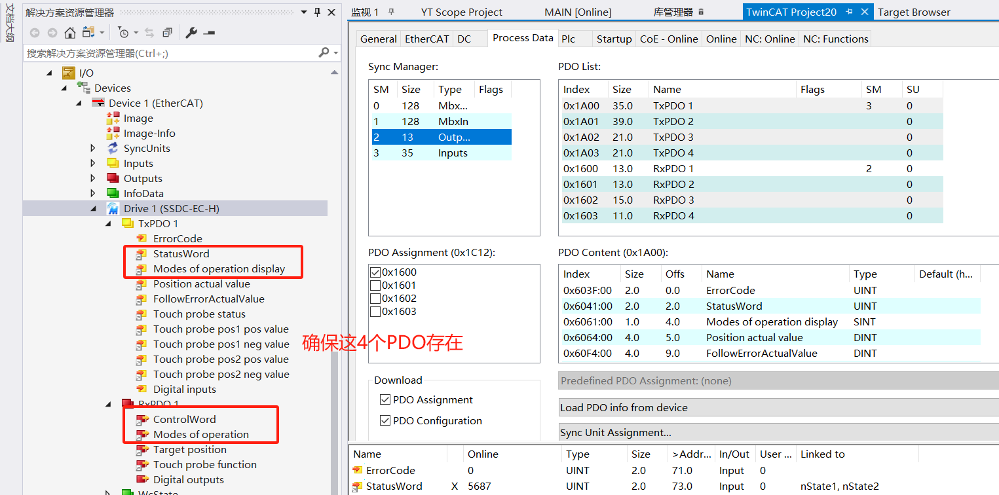 文档大纲
解决方案资源管理器
搜索解决方案资源管理器(Ctrl+;)
I/O
Devices
Device 1 (EtherCAT)
Image
Image-Info
SyncUnits
Inputs
Outputs
InfoData
Drive 1 (SSDC-EC-H)
TxPDO 1
ErrorCode
StatusWord
Modes of operation display
Position actual value
FollowErrorActualValue
Touch probe status
Touch probe pos1 pos value
Touch probe pos1 neg value
Touch probe pos2 pos value
Touch probe pos2 neg value
Digital inputs
RxPDO 1
ControlWord
Modes of operation
Target position
Touch probe function
Digital outputs
WcState
确保这4个PDO存在
监视 1 YT Scope Project MAIN [Online] 库管理器 TwinCAT Project20 Target Browser
General EtherCAT DC Process Data Plc Startup CoE - Online Online NC: Online NC: Functions
Sync Manager:
SM Size Type Flags
0 128 Mbx...
1 128 MbxIn
2 13 Outp...
3 35 Inputs
PDO List:
Index Size Name Flags SM SU
0x1A00 35.0 TxPDO 1 3 0
0x1A01 39.0 TxPDO 2 0
0x1A02 21.0 TxPDO 3 0
0x1A03 21.0 TxPDO 4 0
0x1600 13.0 RxPDO 1 2 0
0x1601 13.0 RxPDO 2 0
0x1602 15.0 RxPDO 3 0
0x1603 11.0 RxPDO 4 0
PDO Assignment (0x1C12):
0x1600
0x1601
0x1602
0x1603
PDO Content (0x1A00):
Index Size Offs Name Type Default (h...
0x603F:00 2.0 0.0 ErrorCode UINT
0x6041:00 2.0 2.0 StatusWord UINT
0x6061:00 1.0 4.0 Modes of operation display SINT
0x6064:00 4.0 5.0 Position actual value DINT
0x60F4:00 4.0 9.0 FollowErrorActualValue DINT
Download
PDO Assignment
PDO Configuration
Predefined PDO Assignment: (none)
Load PDO info from device
Sync Unit Assignment...
Name Online Type Size >Addr... In/Out User ... Linked to
ErrorCode 0 UINT 2.0 71.0 Input 0
StatusWord X 5687 UINT 2.0 73.0 Input 0 nState1, nState2